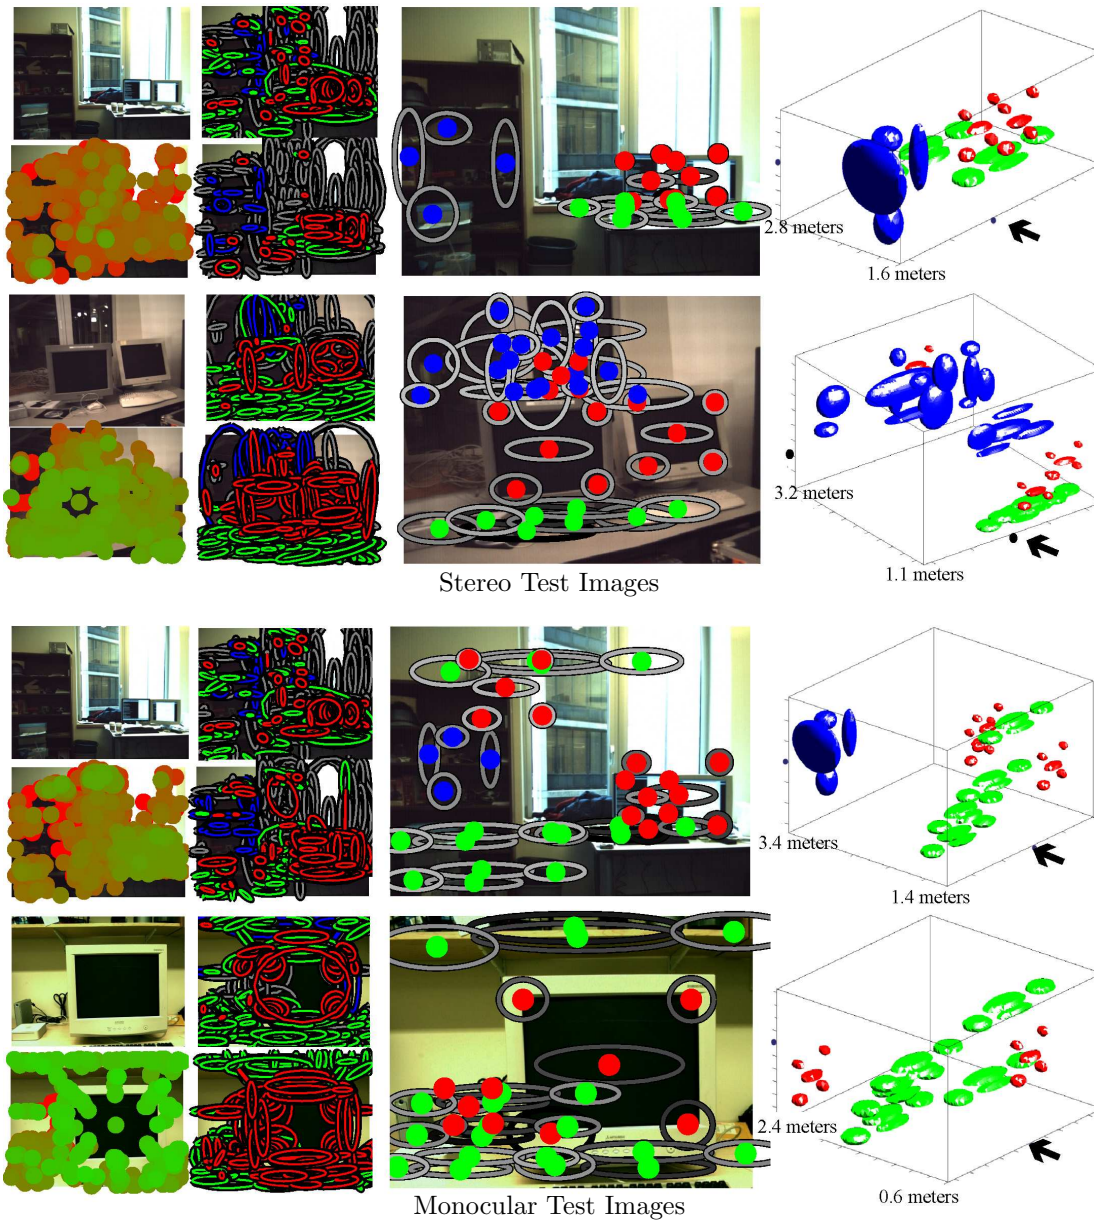 2.8 meters
1.6 meters
3.2 meters
1.1 meters
Stereo Test Images
3.4 meters
1.4 meters
2.4 meters
0.6 meters
Monocular Test Images